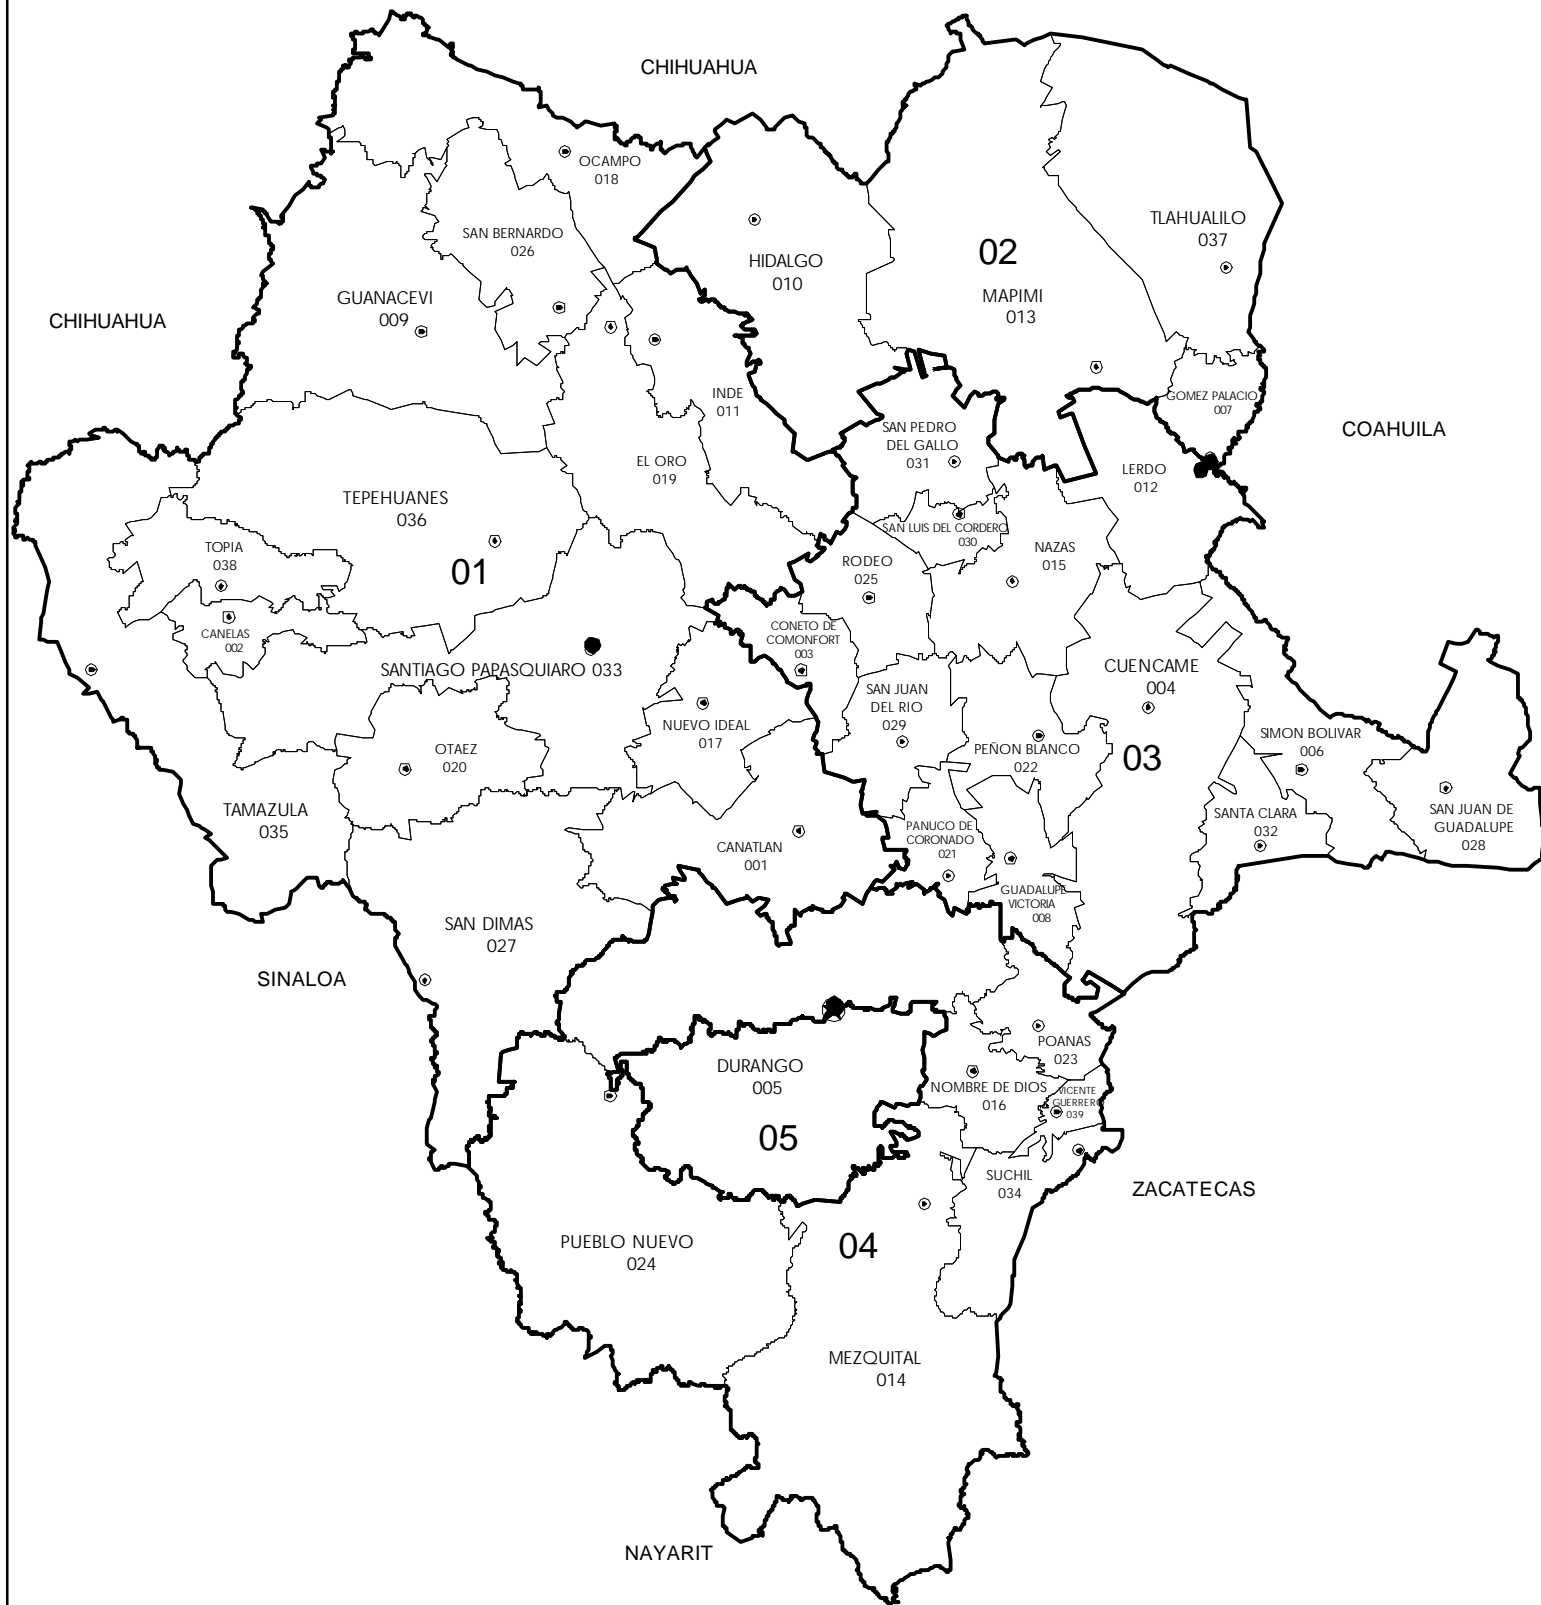 CHIHUAHUA
OCAMPO
018
TLAHUALILO
037
SAN BERNARDO
026
HIDALGO
010
02
MAPIMI
013
GUANACEVI
009
CHIHUAHUA
INDE
011
GOMEZ PALACIO
007
SAN PEDRO
DEL GALLO
031
COAHUILA
EL ORO
019
LERDO
012
TEPEHUANES
036
SAN LUIS DEL CORDERO
030
TOPIA
038
01
NAZAS
015
RODEO
025
CANELAS
002
CONETO DE
COMONFORT
003
SANTIAGO PAPASQUIARO 033
CUENCAME
004
SAN JUAN
DEL RIO
029
NUEVO IDEAL
017
SIMON BOLIVAR
006
OTAEZ
020
PEÑON BLANCO
022
03
TAMAZULA
035
SANTA CLARA
032
SAN JUAN DE
GUADALUPE
028
PANUCO DE
CORONADO
021
CANATLAN
001
GUADALUPE
VICTORIA
008
SAN DIMAS
027
SINALOA
POANAS
023
DURANGO
005
NOMBRE DE DIOS
016
VICENTE
GUERRERO
039
05
SUCHIL
034
ZACATECAS
PUEBLO NUEVO
024
04
MEZQUITAL
014
NAYARIT